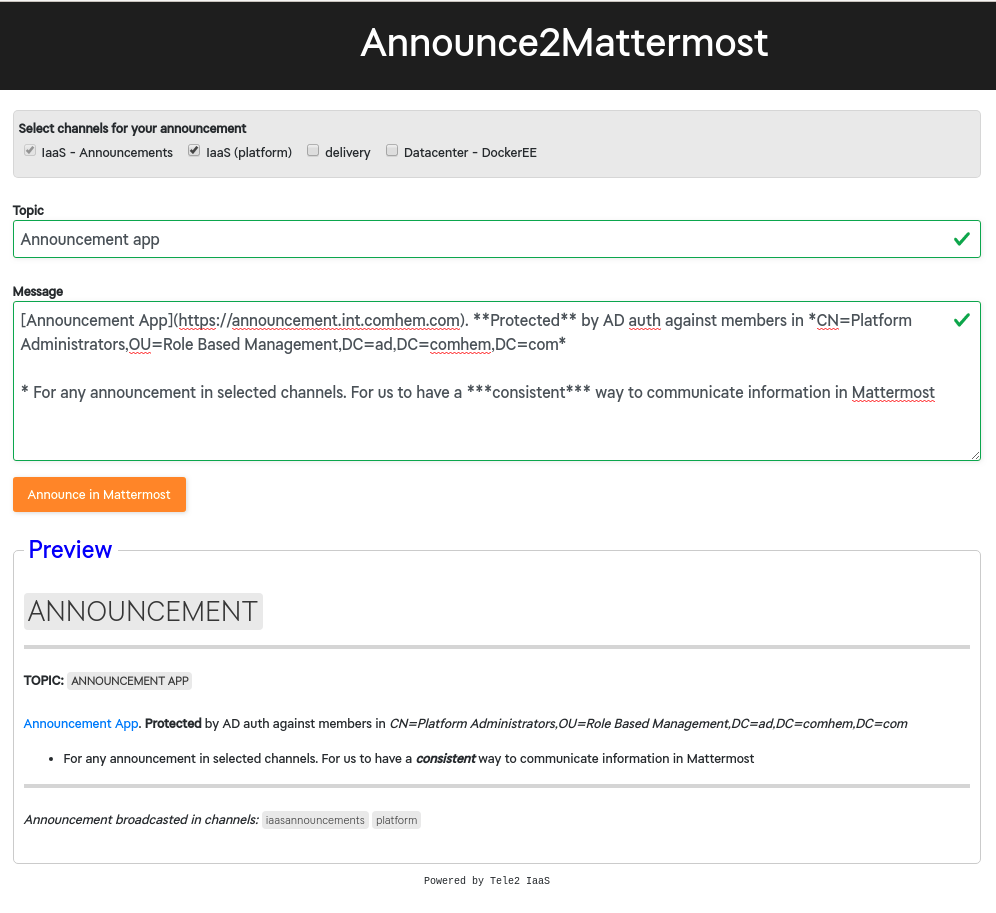 Announce2Mattermost
Select channels for your announcement
IaaS - Announcements IaaS (platform) delivery Datacenter - DockerEE
Topic
Announcement app
Message
[Announcement App](https://announcement.int.comhem.com). **Protected** by AD auth against members in *CN=Platform
Administrators,OU=Role Based Management,DC=ad,DC=comhem,DC=com*
* For any announcement in selected channels. For us to have a ***consistent*** way to communicate information in Mattermost
Announce in Mattermost
Preview
ANNOUNCEMENT
TOPIC: ANNOUNCEMENT APP
Announcement App. Protected by AD auth against members in CN=Platform Administrators,OU=Role Based Management,DC=ad,DC=comhem,DC=com
• For any announcement in selected channels. For us to have a consistent way to communicate information in Mattermost
Announcement broadcasted in channels: iaasannouncements platform
Powered by Tele2 IaaS